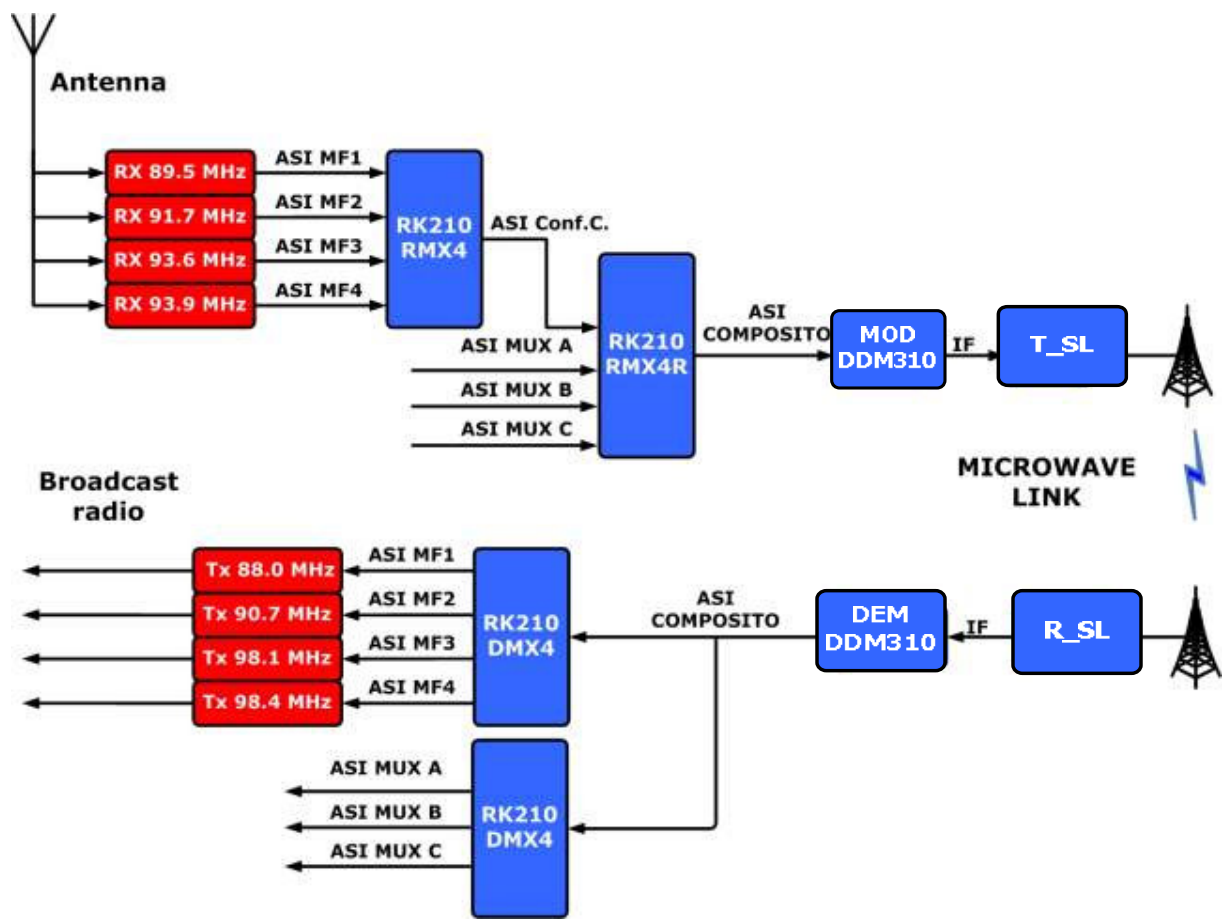 Antenna
RX 89.5 MHz
RX 91.7 MHz
RX 93.6 MHz
RX 93.9 MHz
ASI MF1
ASI MF2
ASI MF3
ASI MF4
RK210
RMX4
ASI Conf.C.
ASI MUX A
ASI MUX B
ASI MUX C
RK210
RMX4R
ASI
COMPOSITO
MOD
DDM310
IF
T_SL
MICROWAVE
LINK
Broadcast
radio
Tx 88.0 MHz
Tx 90.7 MHz
Tx 98.1 MHz
Tx 98.4 MHz
ASI MF1
ASI MF2
ASI MF3
ASI MF4
RK210
DMX4
ASI
COMPOSITO
DEM
DDM310
IF
R_SL
ASI MUX A
ASI MUX B
ASI MUX C
RK210
DMX4